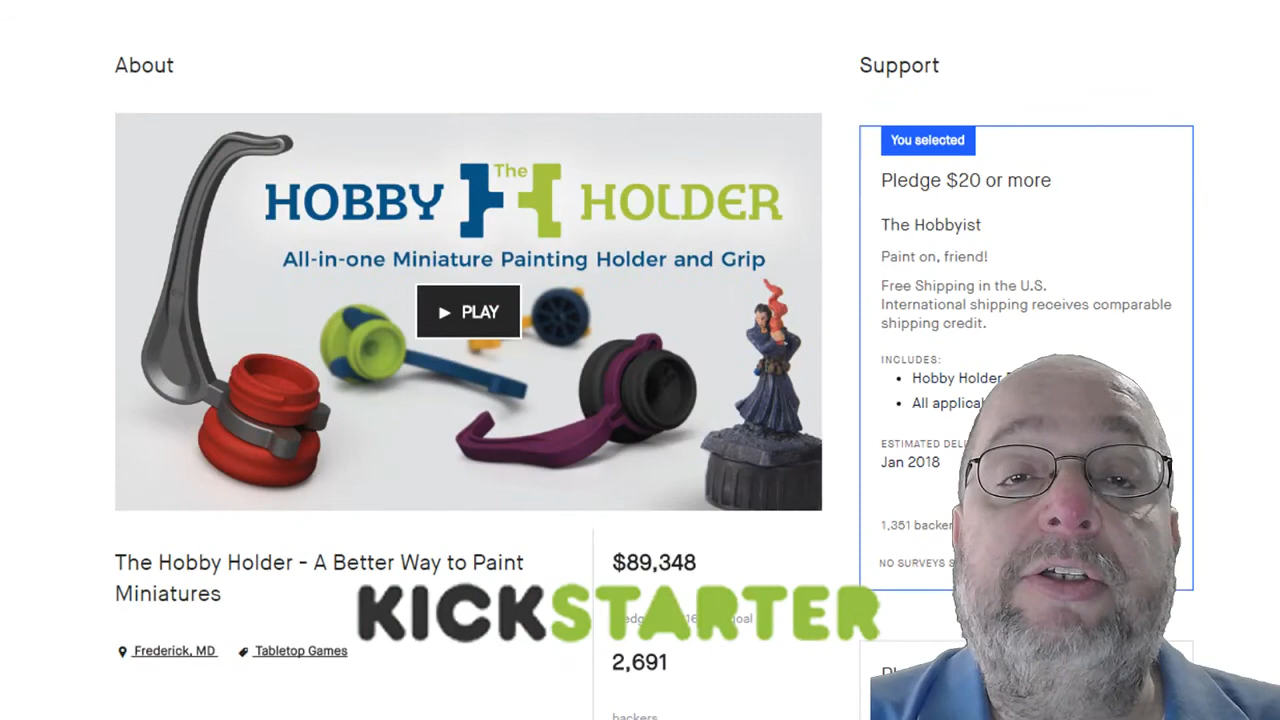 About
Support
The
HOBBY HOLDER
All-in-one Miniature Painting Holder and Grip
PLAY
You selected
Pledge $20 or more
The Hobbyist
Paint on, friend!
Free Shipping in the U.S.
International shipping receives comparable
shipping credit.
INCLUDES:
Hobby Holder
All
ESTIMATED
Jan 2018
1,351
NO SURVEYS
The Hobby Holder - A Better Way to Paint
Miniatures
$89,348
KICKSTARTER
2,691
backers
Frederick, MD
Tabletop Games